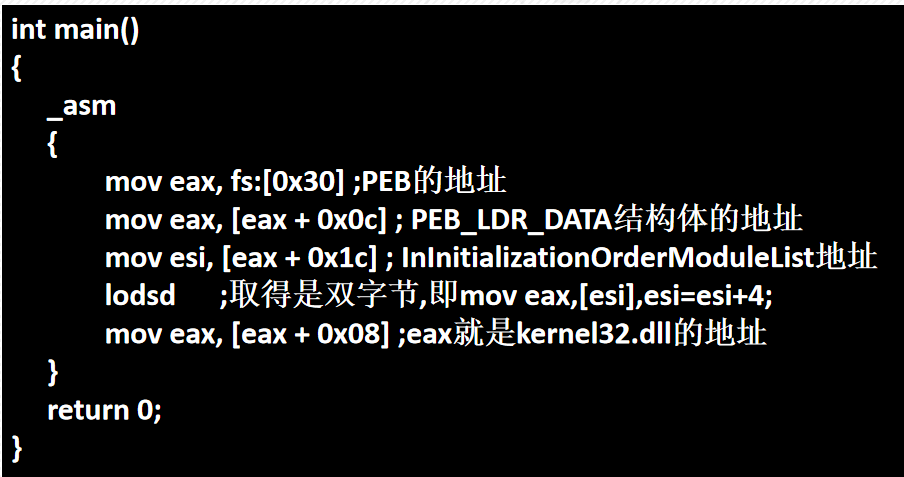 int main()
{
_asm
{
mov eax, fs:[0x30] ;PEB的地址
mov eax, [eax + 0x0c] ; PEB_LDR_DATA结构体的地址
mov esi, [eax + 0x1c] ; InInitializationOrderModuleList地址
lodsd ;取得是双字节,即mov eax,[esi],esi=esi+4;
mov eax, [eax + 0x08] ;eax就是kernel32.dll的地址
}
return 0;
}